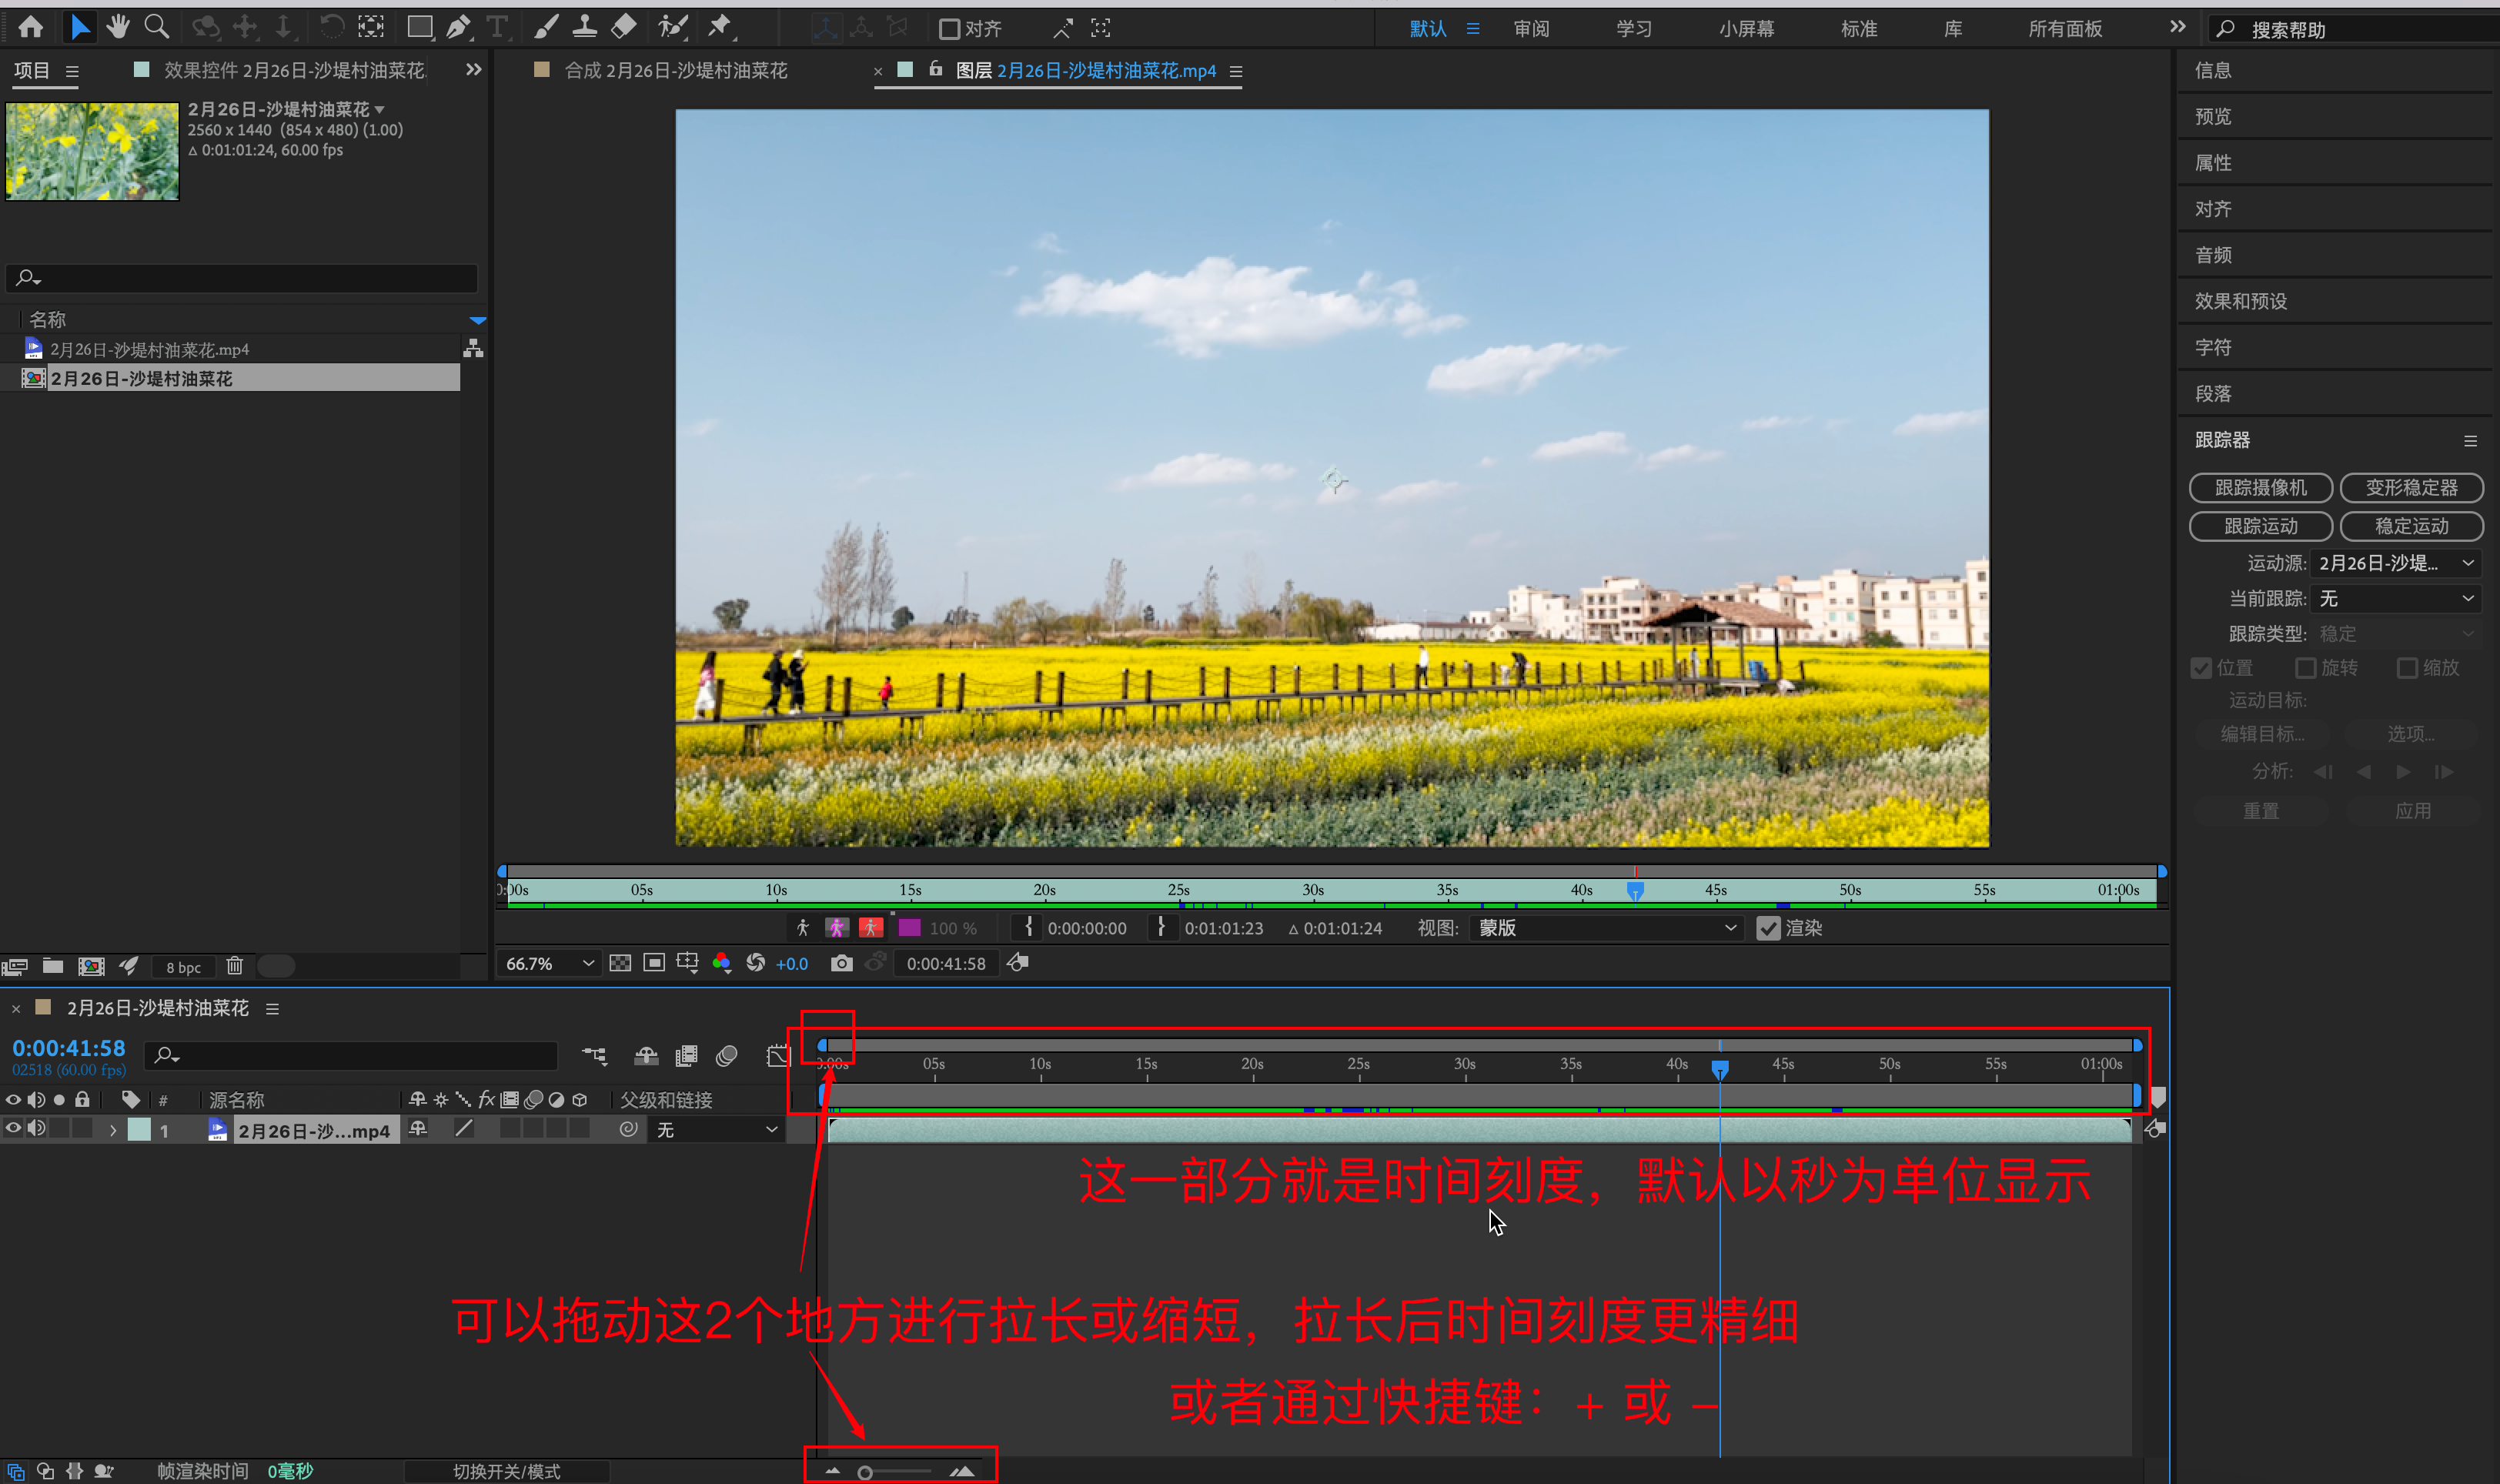 对齐
默认
审阅
学习
小屏幕
标准
库
所有面板
搜索帮助
项目
效果控件 2月26日-沙堤村油菜花.
合成 2月26日-沙堤村油菜花
图层 2月26日-沙堤村油菜花.mp4
2月26日-沙堤村油菜花
2560 x 1440 (854 x 480) (1.00)
Δ 0:01:01:24, 60.00 fps
名称
2月26日-沙堤村油菜花.mp4
2月26日-沙堤村油菜花
8 bpc
0:00s 05s 10s 15s 20s 25s 30s 35s 40s 45s 50s 55s 01:00s
100 %
0:00:00:00
0:01:01:23
Δ 0:01:01:24
视图:
蒙版
渲染
66.7%
+0.0
0:00:41:58
信息
预览
属性
对齐
音频
效果和预设
字符
段落
跟踪器
跟踪摄像机
变形稳定器
跟踪运动
稳定运动
运动源: 2月26日-沙堤...
当前跟踪: 无
跟踪类型: 稳定
位置
旋转
缩放
运动目标:
编辑目标...
选项...
分析:
重置
应用
2月26日-沙堤村油菜花
0:00:41:58
02518 (60.00 fps)
05s 10s 15s 20s 25s 30s 35s 40s 45s 50s 55s 01:00s
# 源名称
fx
父级和链接
1
2月26日-沙...mp4
无
这一部分就是时间刻度，默认以秒为单位显示
可以拖动这2个地方进行拉长或缩短，拉长后时间刻度更精细
或者通过快捷键：+ 或 -
帧渲染时间 0毫秒
切换开关/模式